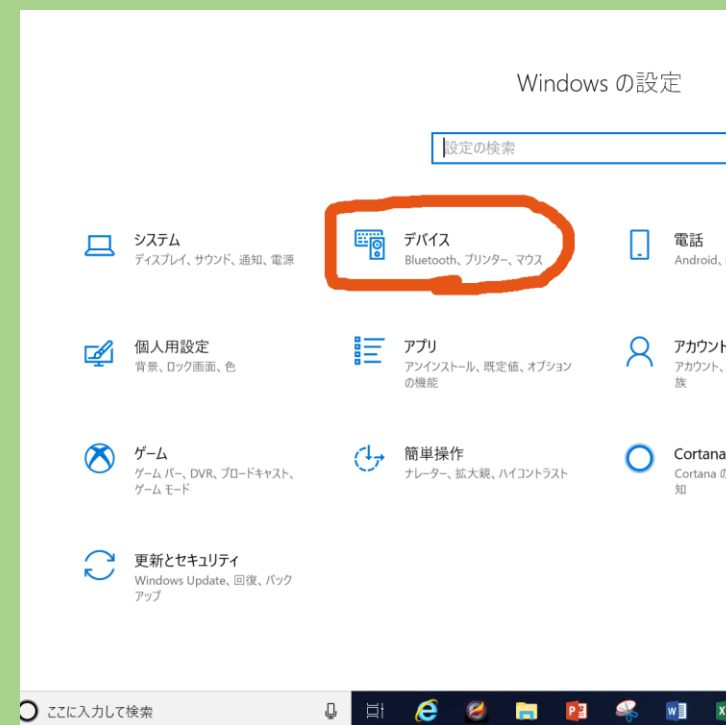 Windows の設定
設定の検索
システム
ディスプレイ、サウンド、通知、電源
デバイス
Bluetooth、プリンター、マウス
電話
Android、
個人用設定
背景、ロック画面、色
アプリ
アンインストール、既定値、オプション
の機能
アカウント
アカウント、
族
ゲーム
ゲーム バー、DVR、ブロードキャスト、
ゲーム モード
簡単操作
ナレーター、拡大鏡、ハイコントラスト
Cortana
Cortana の
知
更新とセキュリティ
Windows Update、回復、バック
アップ
ここに入力して検索